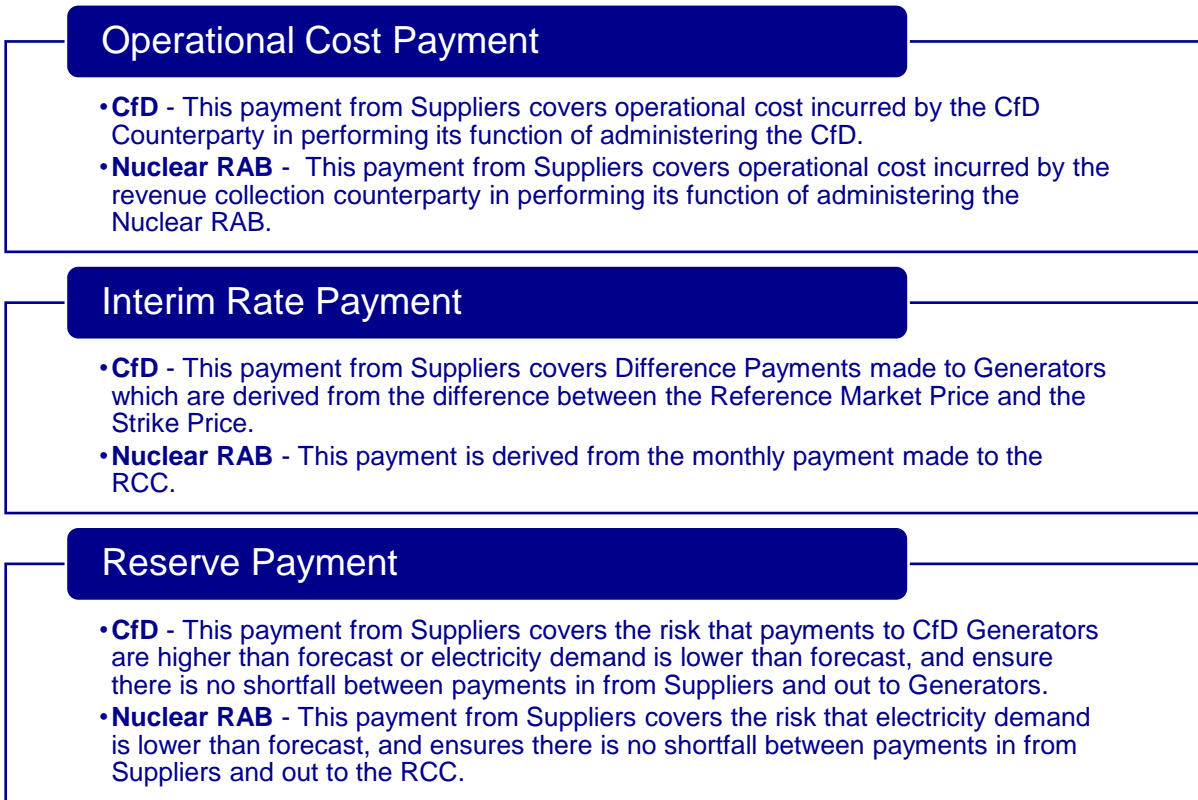 Operational Cost Payment
•CfD - This payment from Suppliers covers operational cost incurred by the CfD
Counterparty in performing its function of administering the CfD.
•Nuclear RAB -  This payment from Suppliers covers operational cost incurred by the
revenue collection counterparty in performing its function of administering the
Nuclear RAB.
Interim Rate Payment
•CfD - This payment from Suppliers covers Difference Payments made to Generators
which are derived from the difference between the Reference Market Price and the
Strike Price.
•Nuclear RAB - This payment is derived from the monthly payment made to the
RCC.
Reserve Payment
•CfD - This payment from Suppliers covers the risk that payments to CfD Generators
are higher than forecast or electricity demand is lower than forecast, and ensure
there is no shortfall between payments in from Suppliers and out to Generators.
•Nuclear RAB - This payment from Suppliers covers the risk that electricity demand
is lower than forecast, and ensures there is no shortfall between payments in from
Suppliers and out to the RCC.